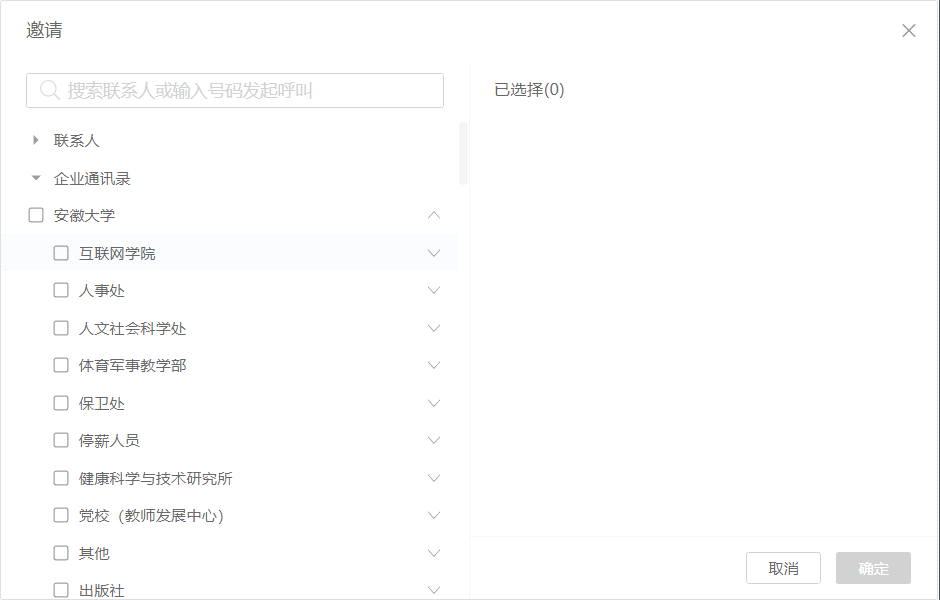 邀请
搜索联系人或输入号码发起呼叫
已选择(0)
联系人
企业通讯录
安徽大学
互联网学院
人事处
人文社会科学处
体育军事教学部
保卫处
停薪人员
健康科学与技术研究所
党校（教师发展中心）
其他
出版社
取消
确定